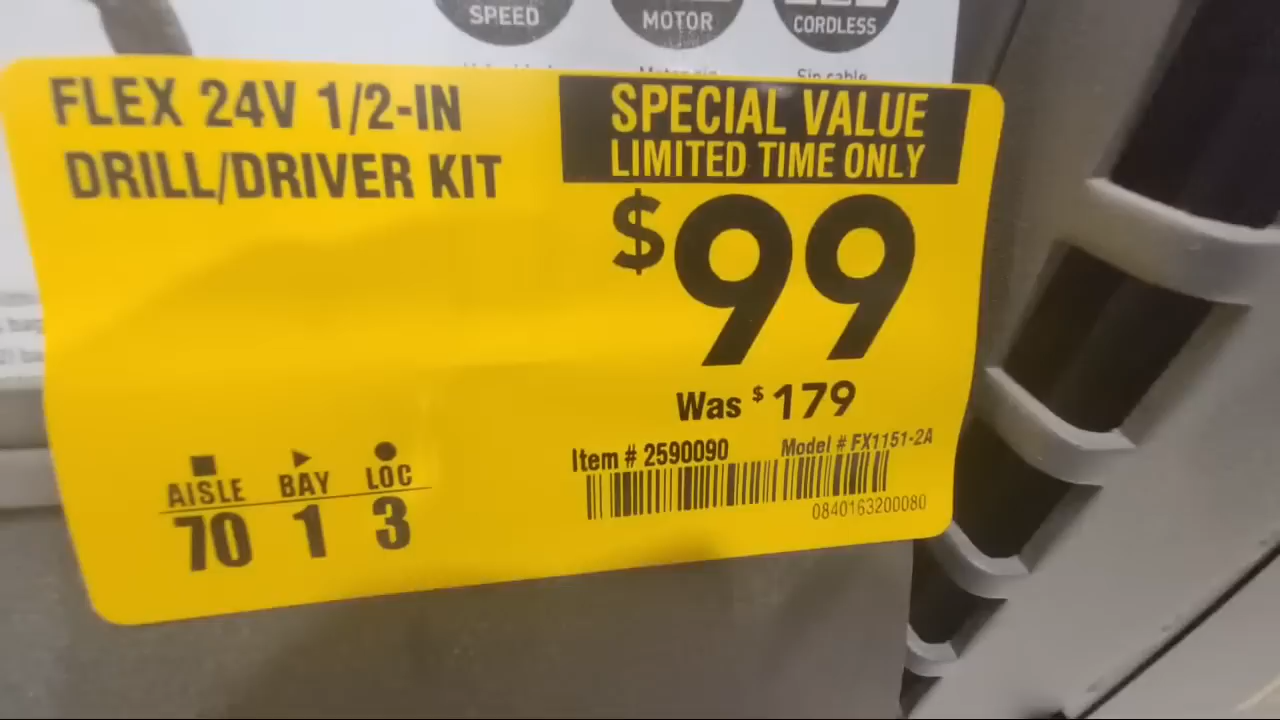 SPEED
MOTOR
CORDLESS
Sin cable
FLEX 24V 1/2-IN
DRILL/DRIVER KIT
SPECIAL VALUE
LIMITED TIME ONLY
$99
Was $179
Item # 2590090 Model # FX1151-2A
0840163200080
AISLE BAY LOC
70 1 3